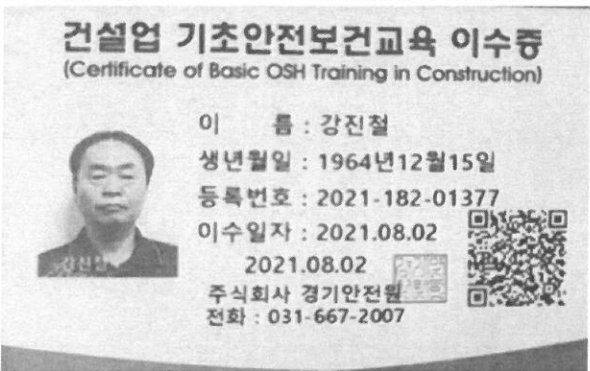 건설업 기초안전보건교육 이수증
(Certificate of Basic OSH Training in Construction)
이 름 : 강진철
생년월일 : 1964년12월15일
등록번호 : 2021-182-01377
이수일자 : 2021.08.02
2021.08.02
주식회사 경기안전원
전화 : 031-667-2007